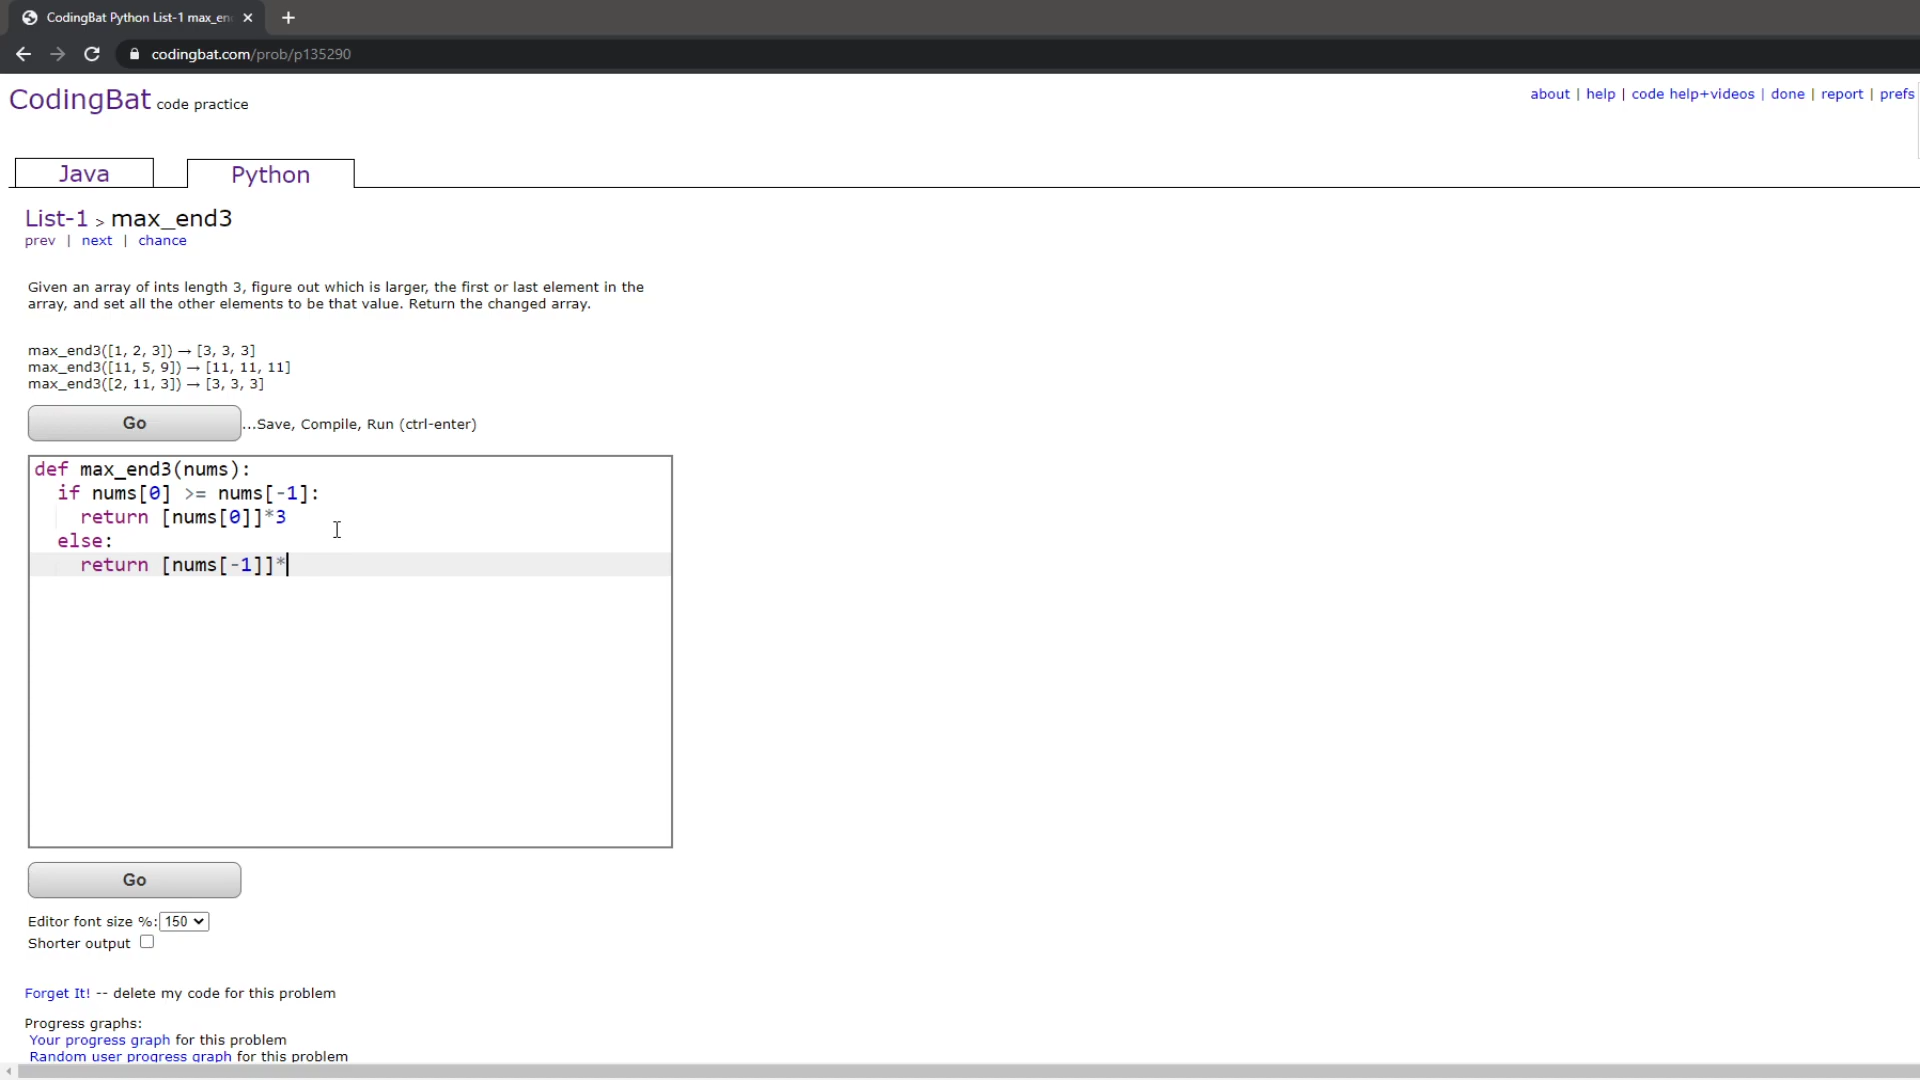 CodingBat Python List-1 max_en
codingbat.com/prob/p135290
CodingBat code practice
about | help | code help+videos | done | report | prefs
Java
Python
List-1 > max_end3
prev | next | chance
Given an array of ints length 3, figure out which is larger, the first or last element in the
array, and set all the other elements to be that value. Return the changed array.
max_end3([1, 2, 3]) → [3, 3, 3]
max_end3([11, 5, 9]) → [11, 11, 11]
max_end3([2, 11, 3]) → [3, 3, 3]
Go ...Save, Compile, Run (ctrl-enter)
def max_end3(nums):
  if nums[0] >= nums[-1]:
    return [nums[0]]*3
  else:
    return [nums[-1]]*
Go
Editor font size %: 150
Shorter output
Forget It! -- delete my code for this problem
Progress graphs:
Your progress graph for this problem
Random user progress graph for this problem